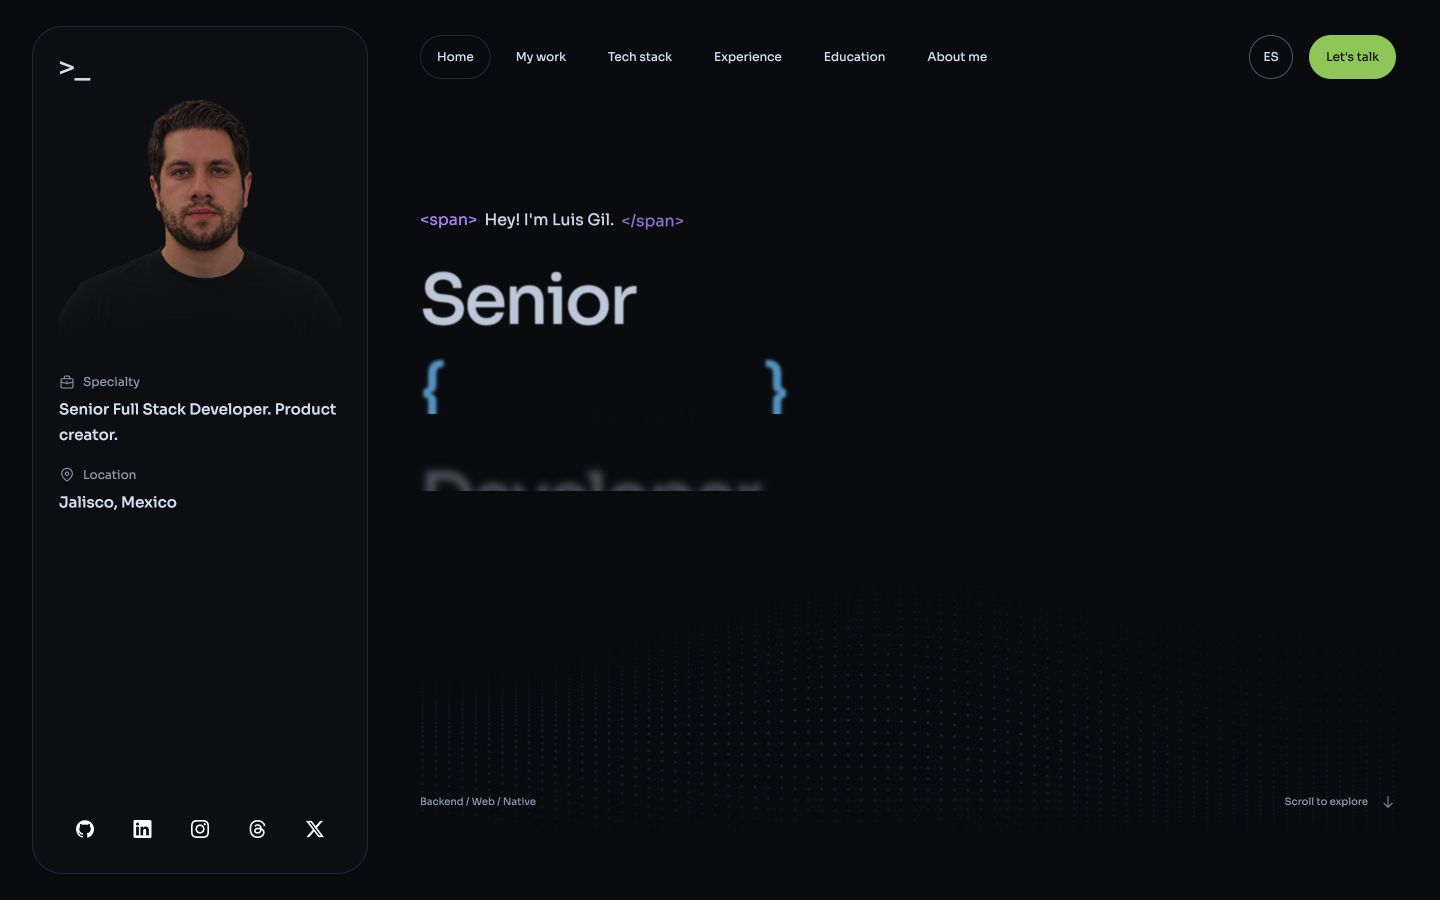 >_
Specialty
Senior Full Stack Developer. Product
creator.
Location
Jalisco, Mexico
Home
My work
Tech stack
Experience
Education
About me
ES
Let's talk
<span> Hey! I'm Luis Gil. </span>
Senior
{ }
Developer
Backend / Web / Native
Scroll to explore